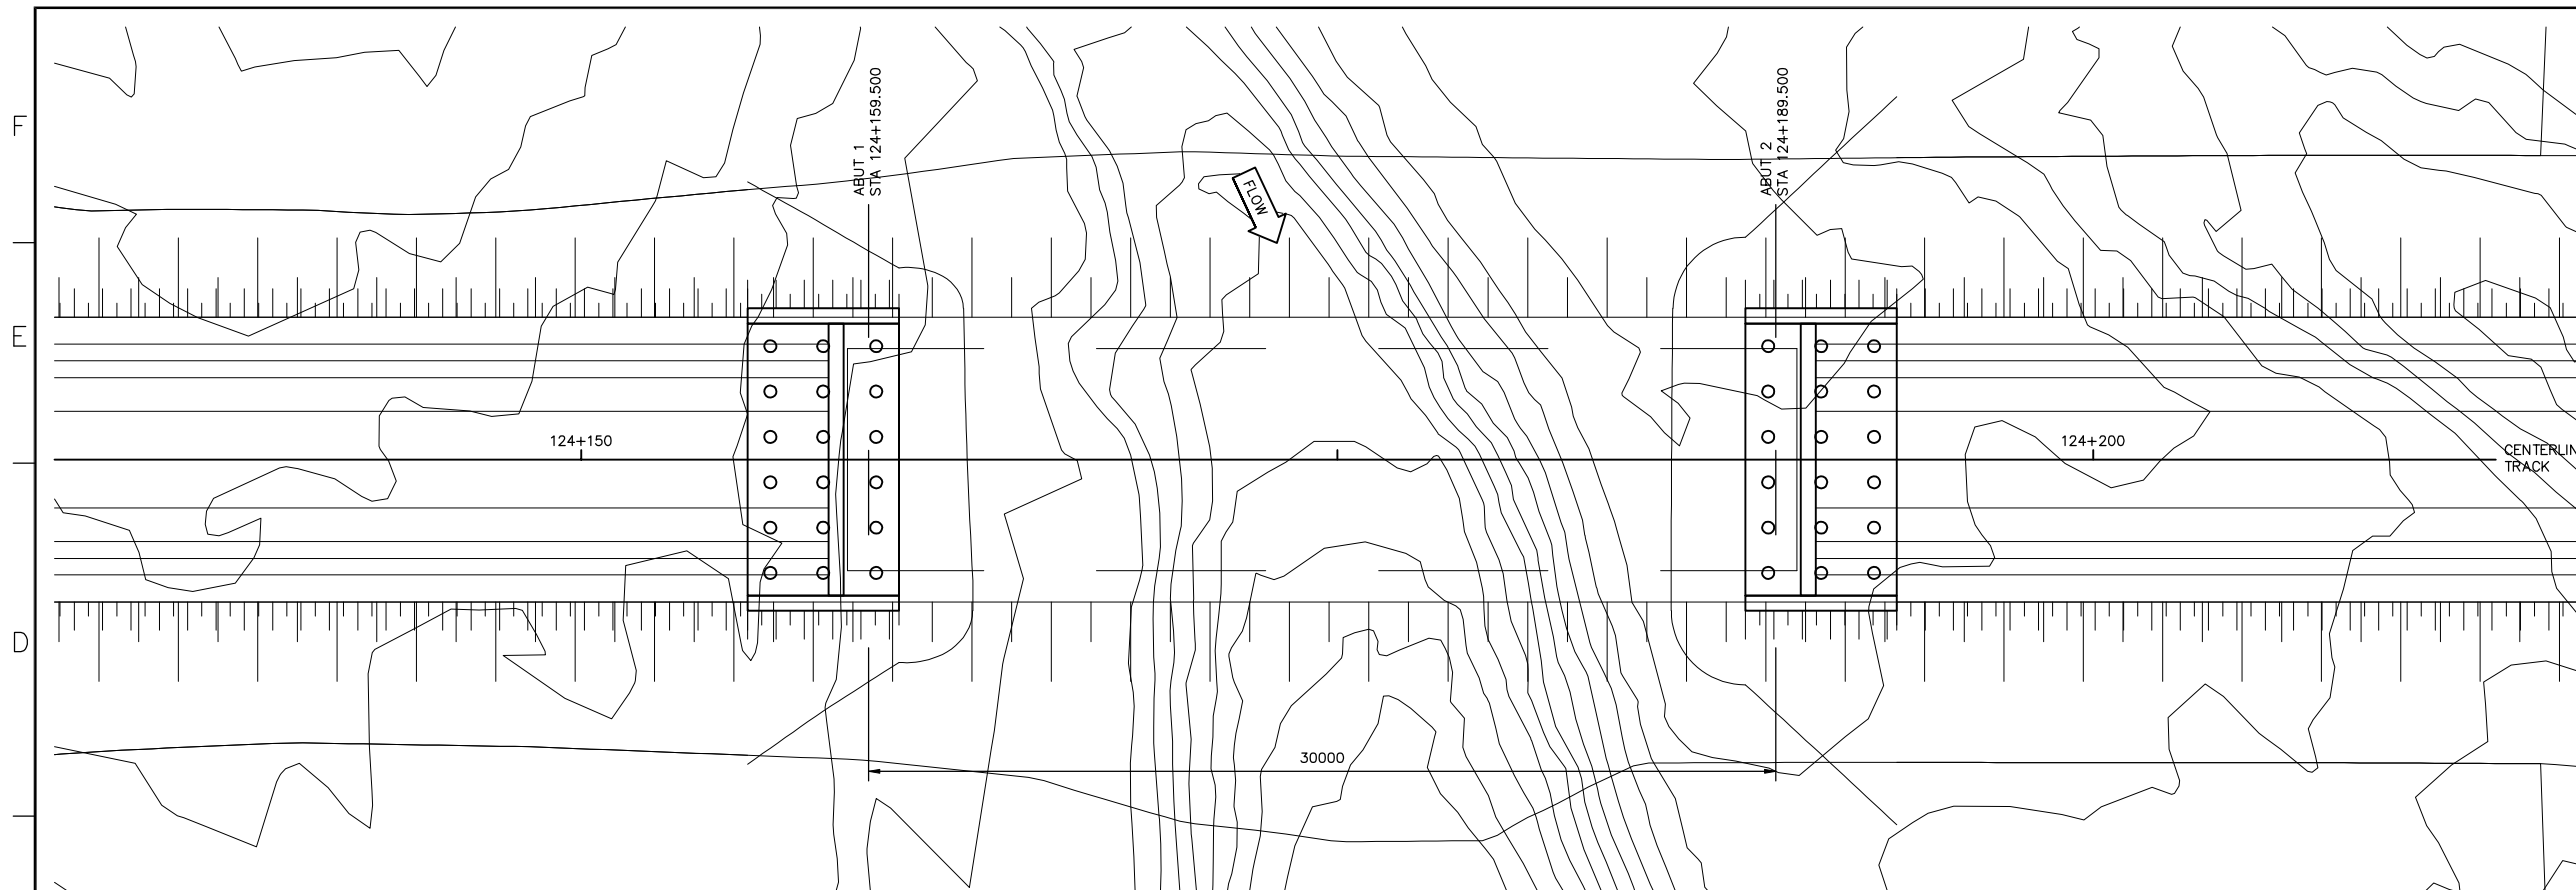 F
E
D
ABUT 1
STA 124+159.500
FLOW
ABUT 2
STA 124+189.500
124+150
124+200
CENTERLIN
TRACK
30000